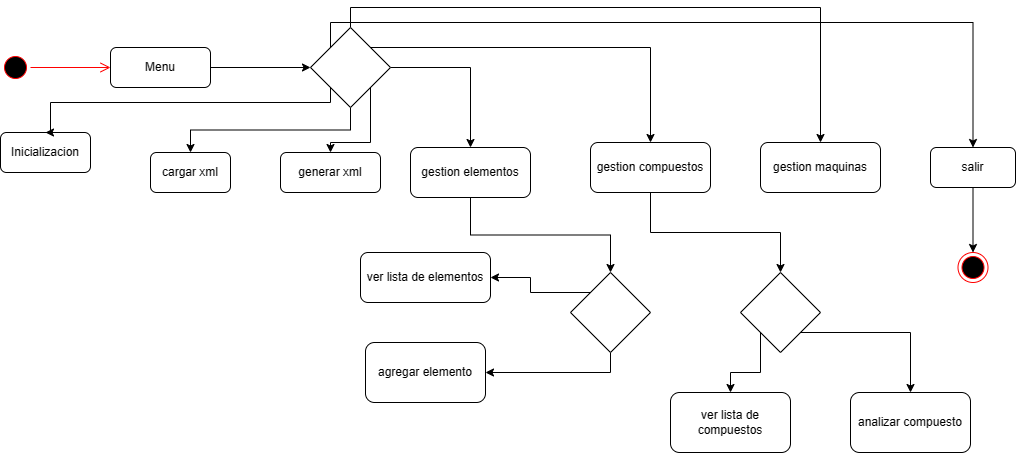 Menu
Inicializacion
cargar xml
generar xml
gestion elementos
gestion compuestos
gestion maquinas
salir
ver lista de elementos
agregar elemento
ver lista de
compuestos
analizar compuesto